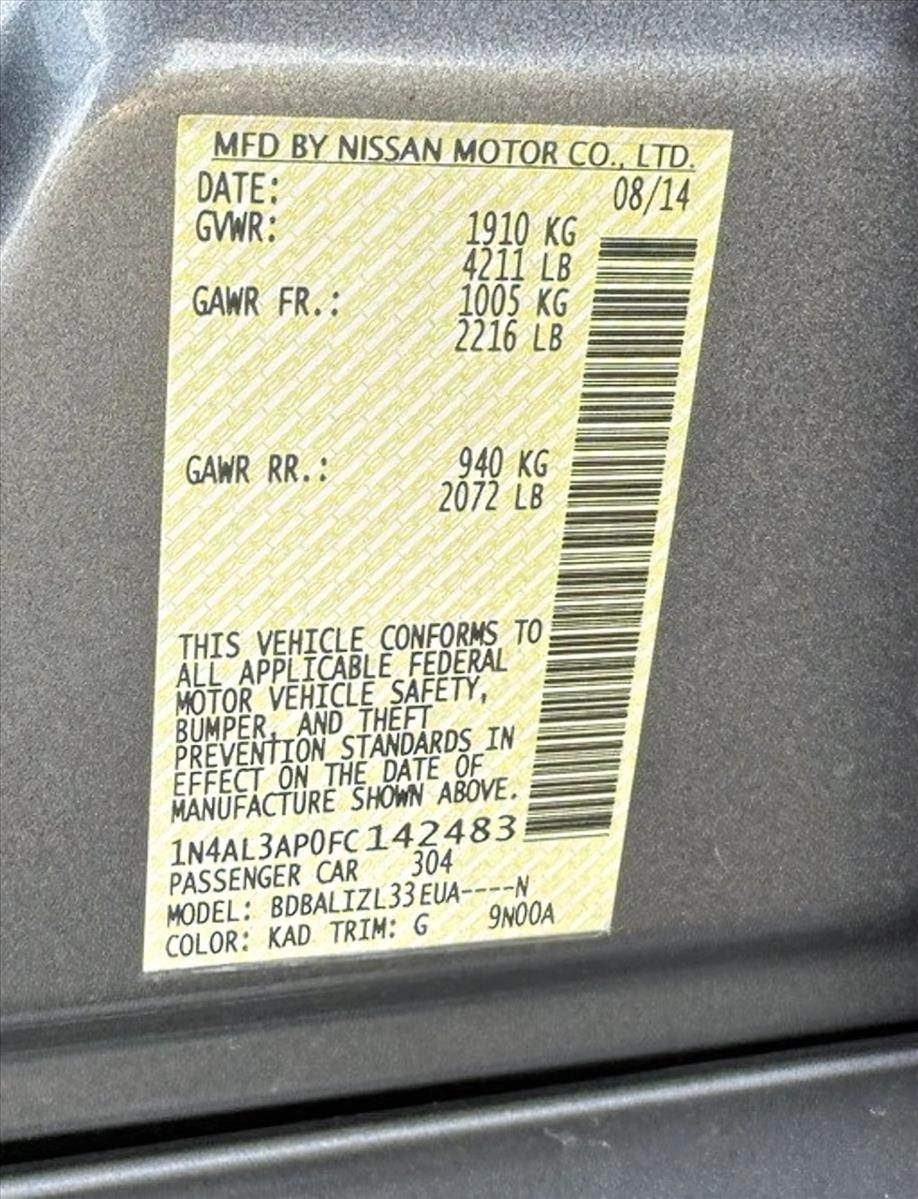 MFD BY NISSAN MOTOR CO., LTD.
DATE: 08/14
GVWR: 1910 KG
4211 LB
GAWR FR.: 1005 KG
2216 LB
GAWR RR.: 940 KG
2072 LB
THIS VEHICLE CONFORMS TO
ALL APPLICABLE FEDERAL
MOTOR VEHICLE SAFETY,
BUMPER, AND THEFT
PREVENTION STANDARDS IN
EFFECT ON THE DATE OF
MANUFACTURE SHOWN ABOVE.
1N4AL3AP0FC142483
PASSENGER CAR 304
MODEL: BDBALIZL33EUA----N
COLOR: KAD TRIM: G 9N00A